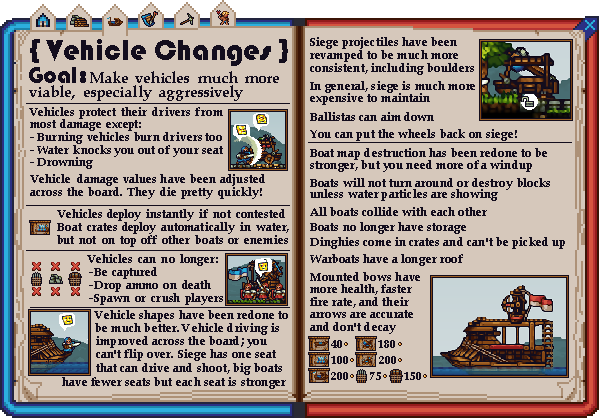 { Vehicle Changes }
Goal: Make vehicles much more
viable, especially aggressively
Vehicles protect their drivers from
most damage except:
- Burning vehicles burn drivers too
- Water knocks you out of your seat
- Drowning
Vehicle damage values have been adjusted
across the board. They die pretty quickly!
Vehicles deploy instantly if not contested
Boat crates deploy automatically in water,
but not on top off other boats or enemies
Vehicles can no longer:
-Be captured
-Drop ammo on death
-Spawn or crush players
Vehicle shapes have been redone to
be much better. Vehicle driving is
improved across the board; you
can't flip over. Siege has one seat
that can drive and shoot, big boats
have fewer seats but each seat is stronger
Siege projectiles have been
revamped to be much more
consistent, including boulders
In general, siege is much more
expensive to maintain
Ballistas can aim down
You can put the wheels back on siege!
Boat map destruction has been redone to be
stronger, but you need more of a windup
Boats will not turn around or destroy blocks
unless water particles are showing
All boats collide with each other
Boats no longer have storage
Dinghies come in crates and can't be picked up
Warboats have a longer roof
Mounted bows have
more health, faster
fire rate, and their
arrows are accurate
and don't decay
40 180
100 200
200 75 150